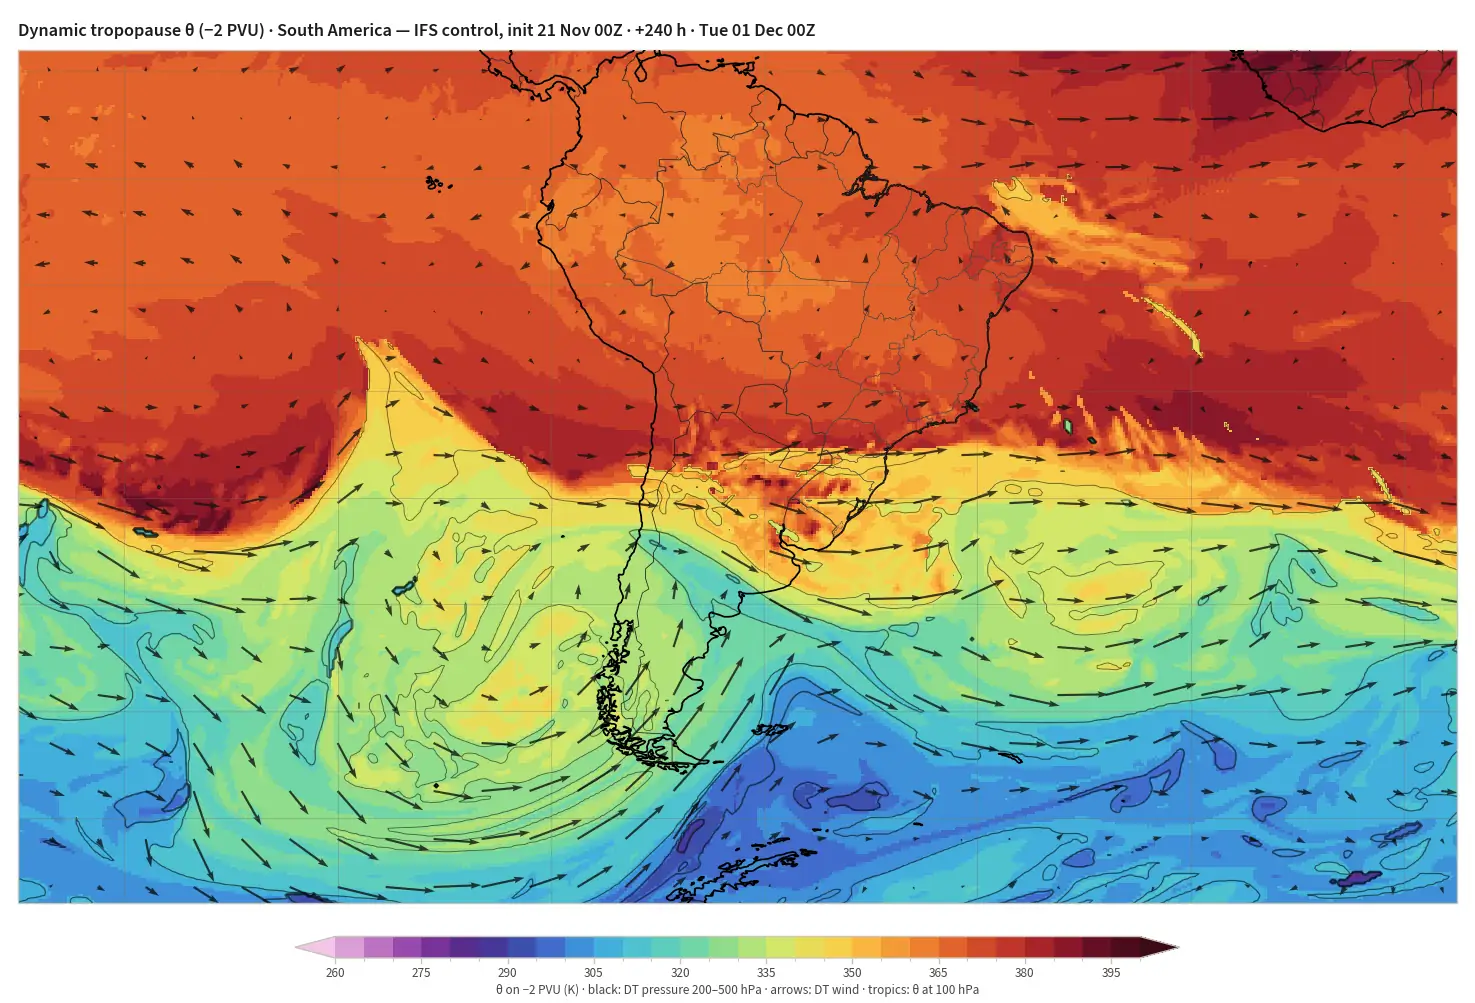 Dynamic tropopause θ (−2 PVU) · South America — IFS control, init 21 Nov 00Z · +240 h · Tue 01 Dec 00Z
260 275 290 305 320 335 350 365 380 395
θ on −2 PVU (K) · black: DT pressure 200–500 hPa · arrows: DT wind · tropics: θ at 100 hPa